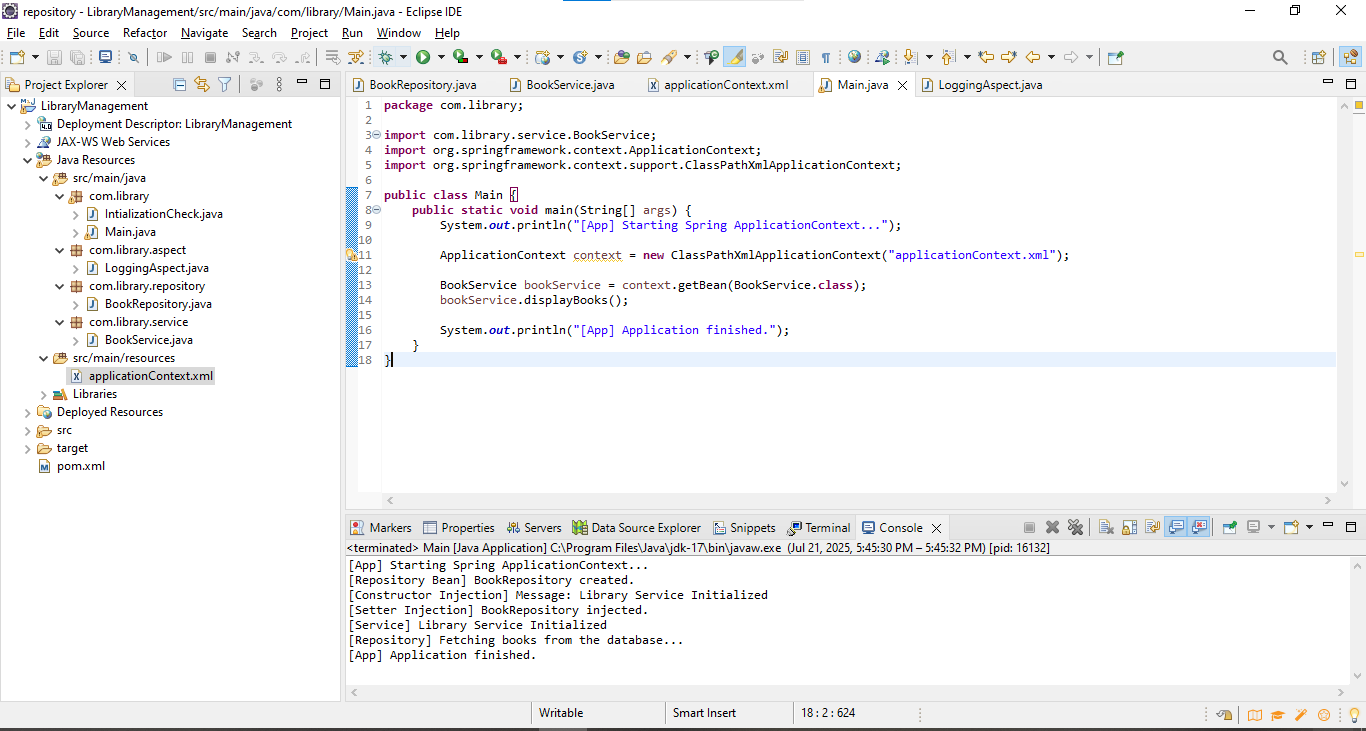 repository - LibraryManagement/src/main/java/com/library/Main.java - Eclipse IDE
File Edit Source Refactor Navigate Search Project Run Window Help
Project Explorer
LibraryManagement
Deployment Descriptor: LibraryManagement
JAX-WS Web Services
Java Resources
src/main/java
com.library
IntializationCheck.java
Main.java
com.library.aspect
LoggingAspect.java
com.library.repository
BookRepository.java
com.library.service
BookService.java
src/main/resources
applicationContext.xml
Libraries
Deployed Resources
src
target
pom.xml
BookRepository.java BookService.java applicationContext.xml Main.java LoggingAspect.java
1 package com.library;
2
3 import com.library.service.BookService;
4 import org.springframework.context.ApplicationContext;
5 import org.springframework.context.support.ClassPathXmlApplicationContext;
6
7 public class Main {
8 public static void main(String[] args) {
9 System.out.println("[App] Starting Spring ApplicationContext...");
10
11 ApplicationContext context = new ClassPathXmlApplicationContext("applicationContext.xml");
12
13 BookService bookService = context.getBean(BookService.class);
14 bookService.displayBooks();
15
16 System.out.println("[App] Application finished.");
17 }
18 }
Markers Properties Servers Data Source Explorer Snippets Terminal Console
<terminated> Main [Java Application] C:\Program Files\Java\jdk-17\bin\javaw.exe (Jul 21, 2025, 5:45:30 PM – 5:45:32 PM) [pid: 16132]
[App] Starting Spring ApplicationContext...
[Repository Bean] BookRepository created.
[Constructor Injection] Message: Library Service Initialized
[Setter Injection] BookRepository injected.
[Service] Library Service Initialized
[Repository] Fetching books from the database...
[App] Application finished.
Writable Smart Insert 18 : 2 : 624